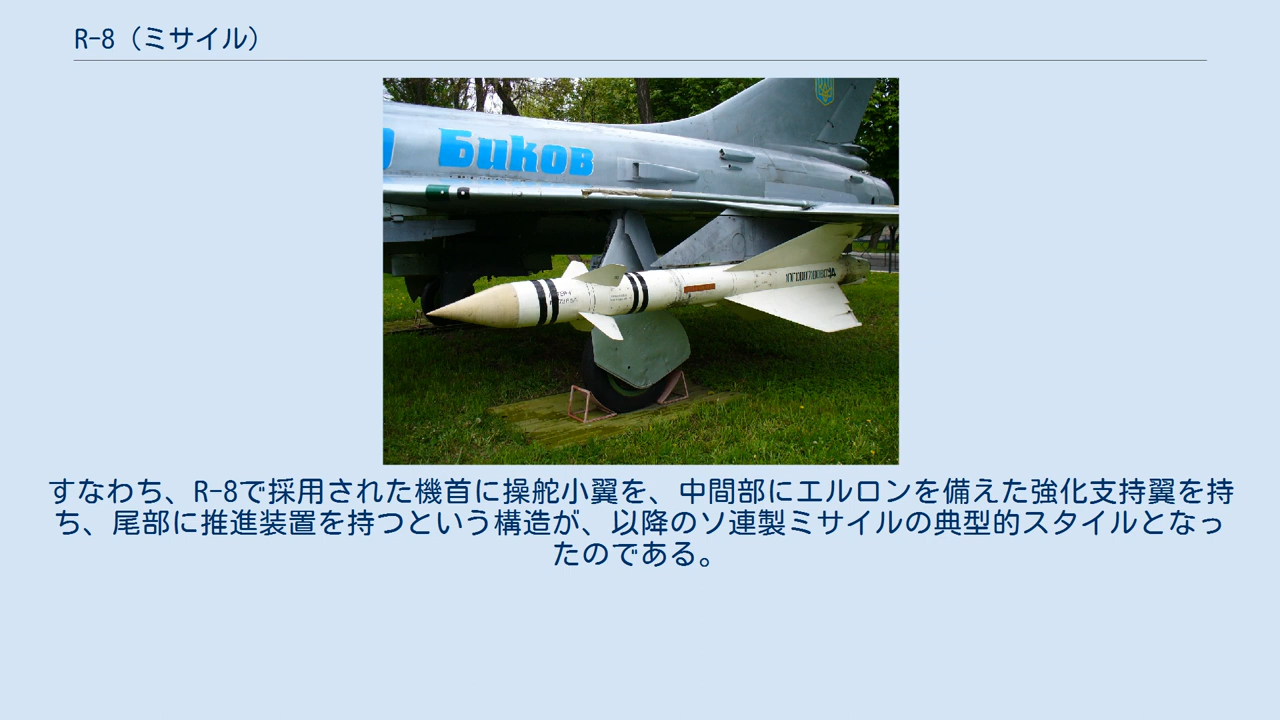 R-8（ミサイル）
Биков
すなわち、R-8で採用された機首に操舵小翼を、中間部にエルロンを備えた強化支持翼を持
ち、尾部に推進装置を持つという構造が、以降のソ連製ミサイルの典型的スタイルとなっ
たのである。